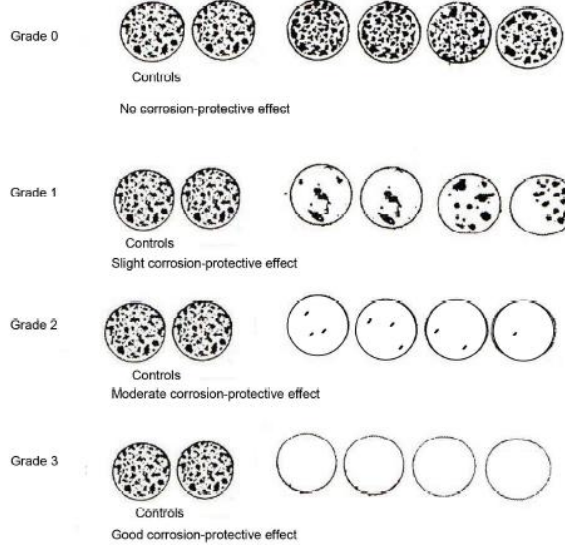 Grade 0
Controls
No corrosion-protective effect
Grade 1
Controls
Slight corrosion-protective effect
Grade 2
Controls
Moderate corrosion-protective effect
Grade 3
Controls
Good corrosion-protective effect